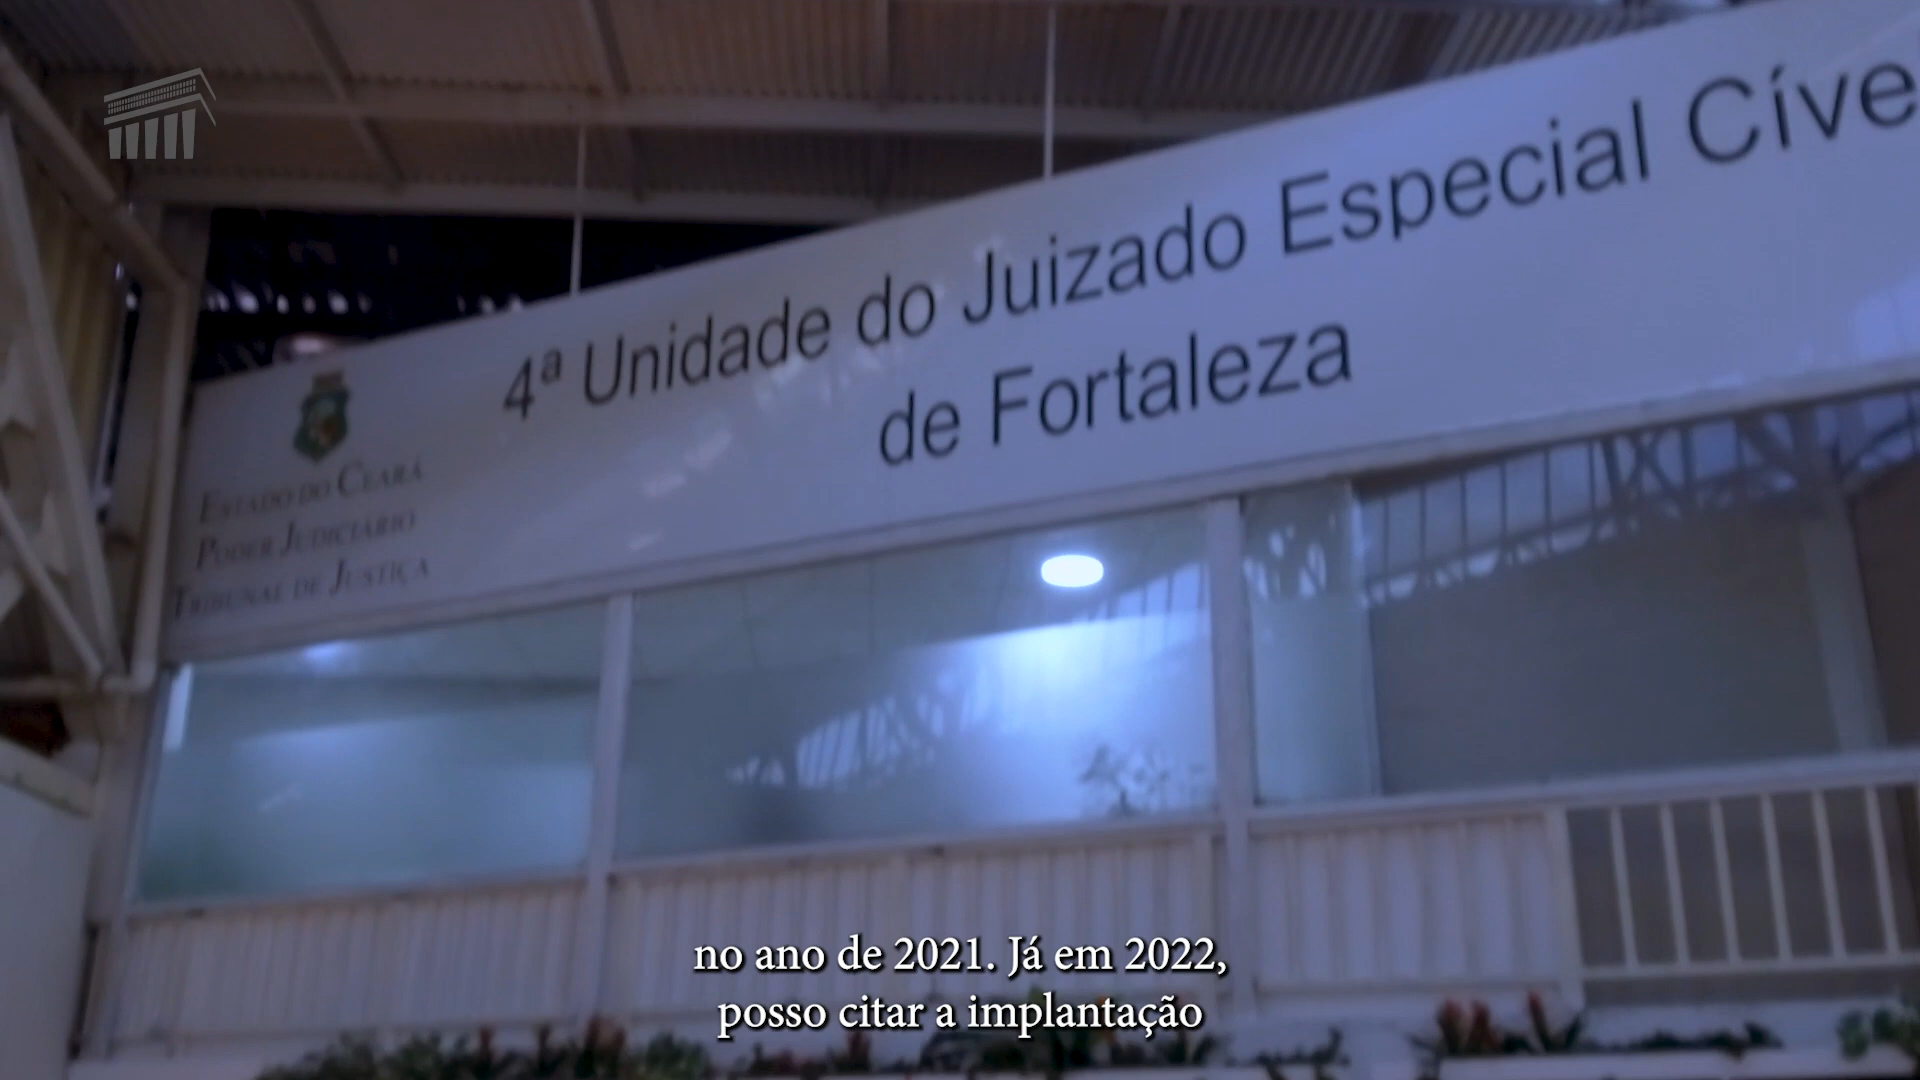 4ª Unidade do Juizado Especial Cíve
de Fortaleza
ESTADO DO CEARÁ
PODER JUDICIÁRIO
TRIBUNAL DE JUSTIÇA
no ano de 2021. Já em 2022,
posso citar a implantação